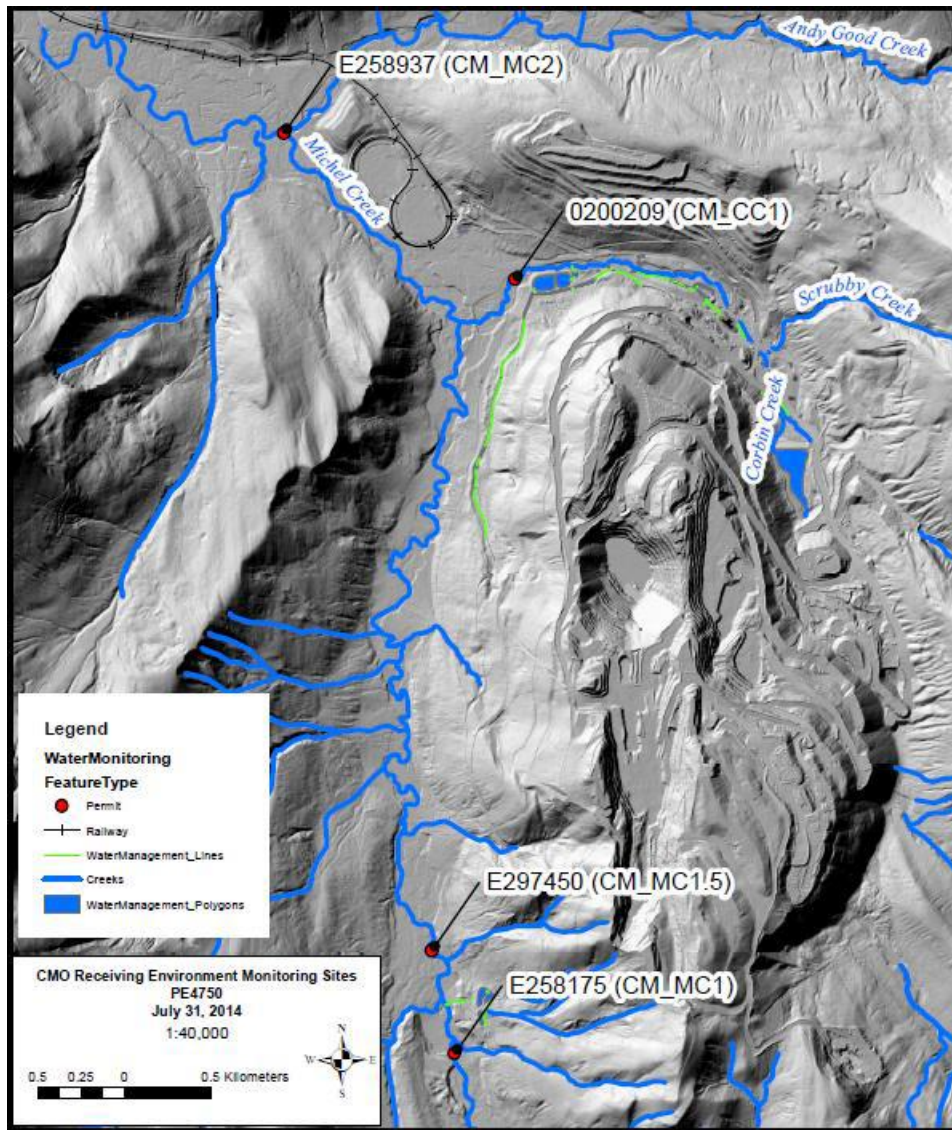 Andy Good Creek
E258937 (CM_MC2)
Michel Creek
0200209 (CM_CC1)
Scrubby Creek
Corbin Creek
Legend
WaterMonitoring
FeatureType
Permit
Railway
WaterManagement_Lines
Creeks
WaterManagement_Polygons
E297450 (CM_MC1.5)
E258175 (CM_MC1)
CMO Receiving Environment Monitoring Sites
PE4750
July 31, 2014
1:40,000
N
W E
S
0.5 0.25 0 0.5 Kilometers